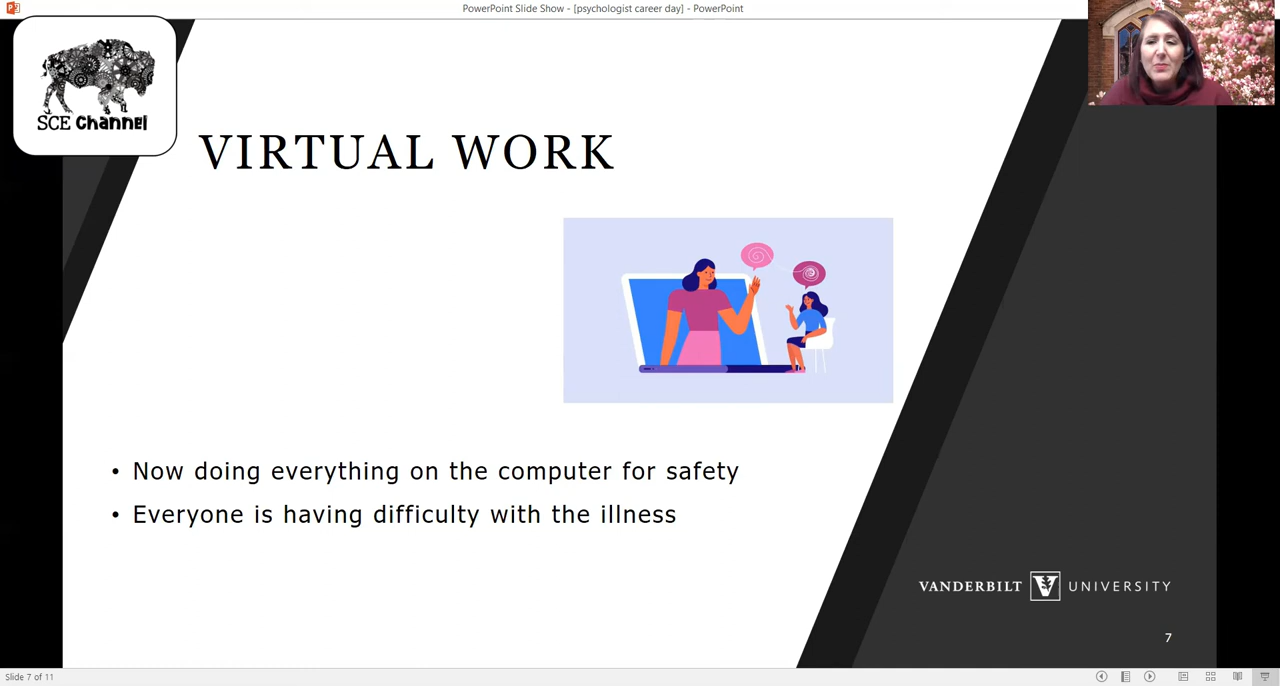 PowerPoint Slide Show - [psychologist career day] - PowerPoint
SCE Channel
VIRTUAL WORK
• Now doing everything on the computer for safety
• Everyone is having difficulty with the illness
VANDERBILT V UNIVERSITY
7
Slide 7 of 11